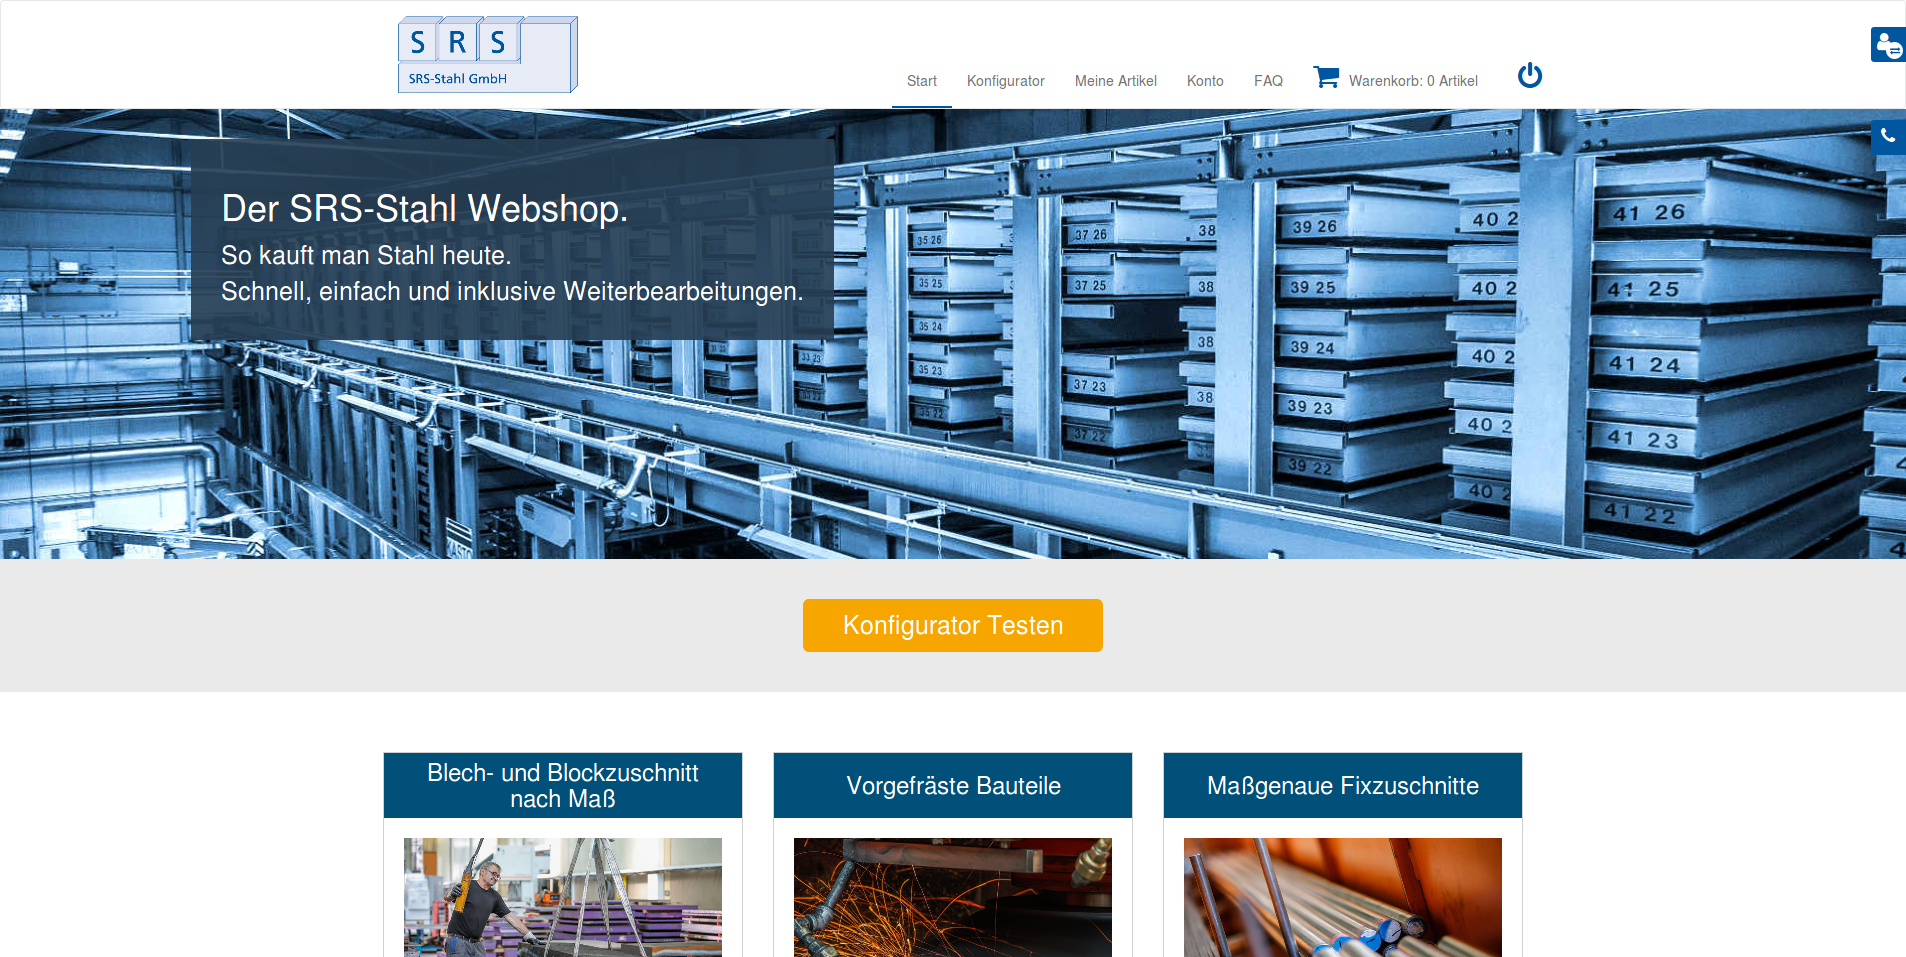 S R S
SRS-Stahl GmbH
Start
Konfigurator
Meine Artikel
Konto
FAQ
Warenkorb: 0 Artikel
Der SRS-Stahl Webshop.
So kauft man Stahl heute.
Schnell, einfach und inklusive Weiterbearbeitungen.
35 26
37 26
38
39 26
40 2
41 26
35 25
37 25
38
39 25
40 2
41 25
35 24
38
39 24
40 2
41 24
33 23
35 23
37 23
38
39 23
40 2
41 23
35 22
37 22
39 22
40 2
41 22
Konfigurator Testen
Blech- und Blockzuschnitt
nach Maß
Vorgefräste Bauteile
Maßgenaue Fixzuschnitte